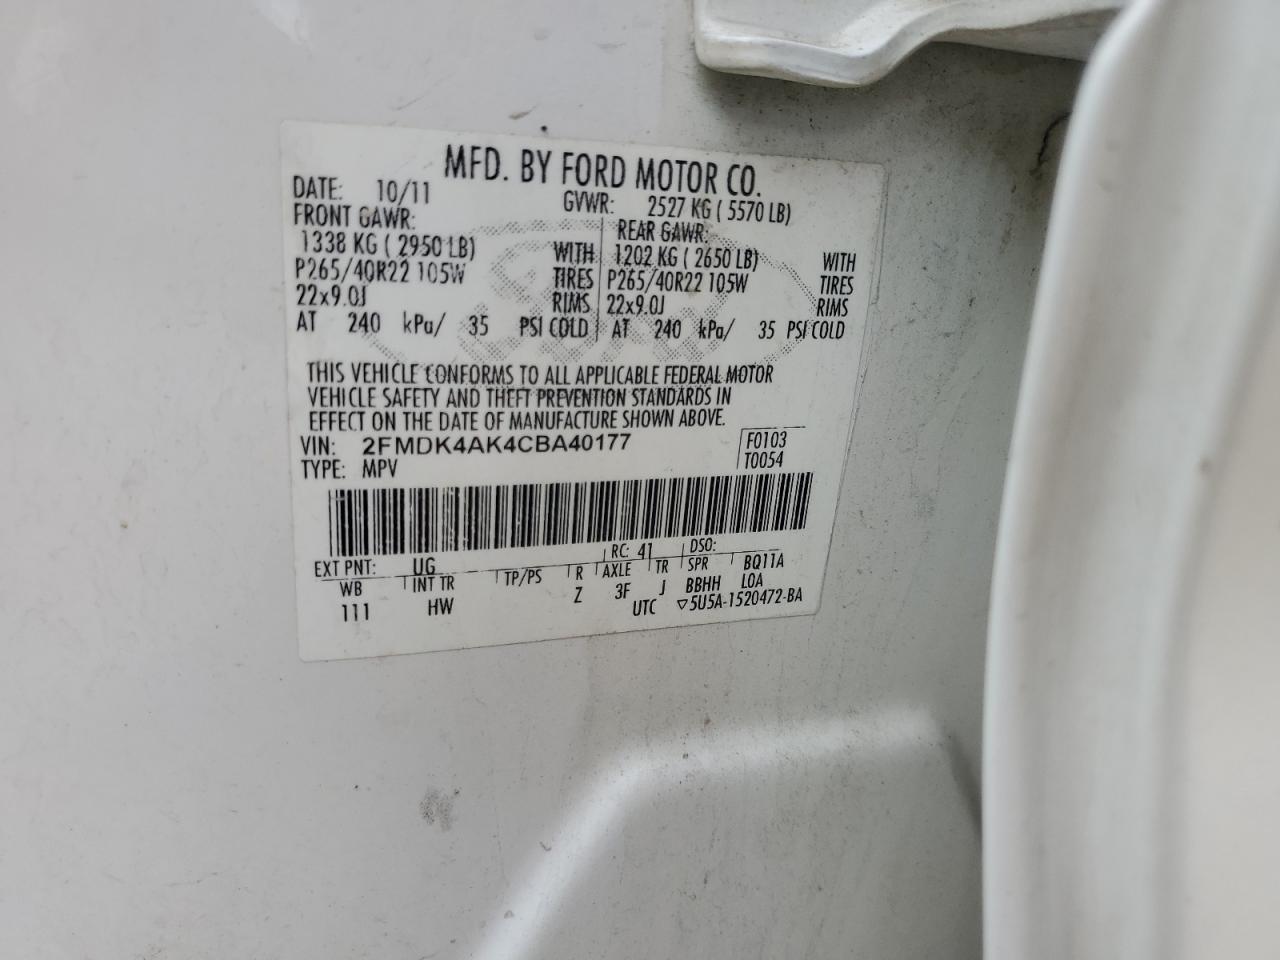 MFD. BY FORD MOTOR CO.
DATE: 10/11 GVWR: 2527 KG ( 5570 LB)
FRONT GAWR: REAR GAWR:
1338 KG ( 2950 LB) WITH 1202 KG ( 2650 LB) WITH
P265/40R22 105W TIRES P265/40R22 105W TIRES
22x9.0J RIMS 22x9.0J RIMS
AT 240 kPa/ 35 PSI COLD AT 240 kPa/ 35 PSI COLD
THIS VEHICLE CONFORMS TO ALL APPLICABLE FEDERAL MOTOR
VEHICLE SAFETY AND THEFT PREVENTION STANDARDS IN
EFFECT ON THE DATE OF MANUFACTURE SHOWN ABOVE.
VIN: 2FMDK4AK4CBA40177 F0103
TYPE: MPV T0054
EXT PNT: UG RC: 41 DSO:
WB INT TR TP/PS R AXLE TR SPR BQ11A
111 HW Z 3F J BBHH LOA
UTC ▽5U5A-1520472-BA